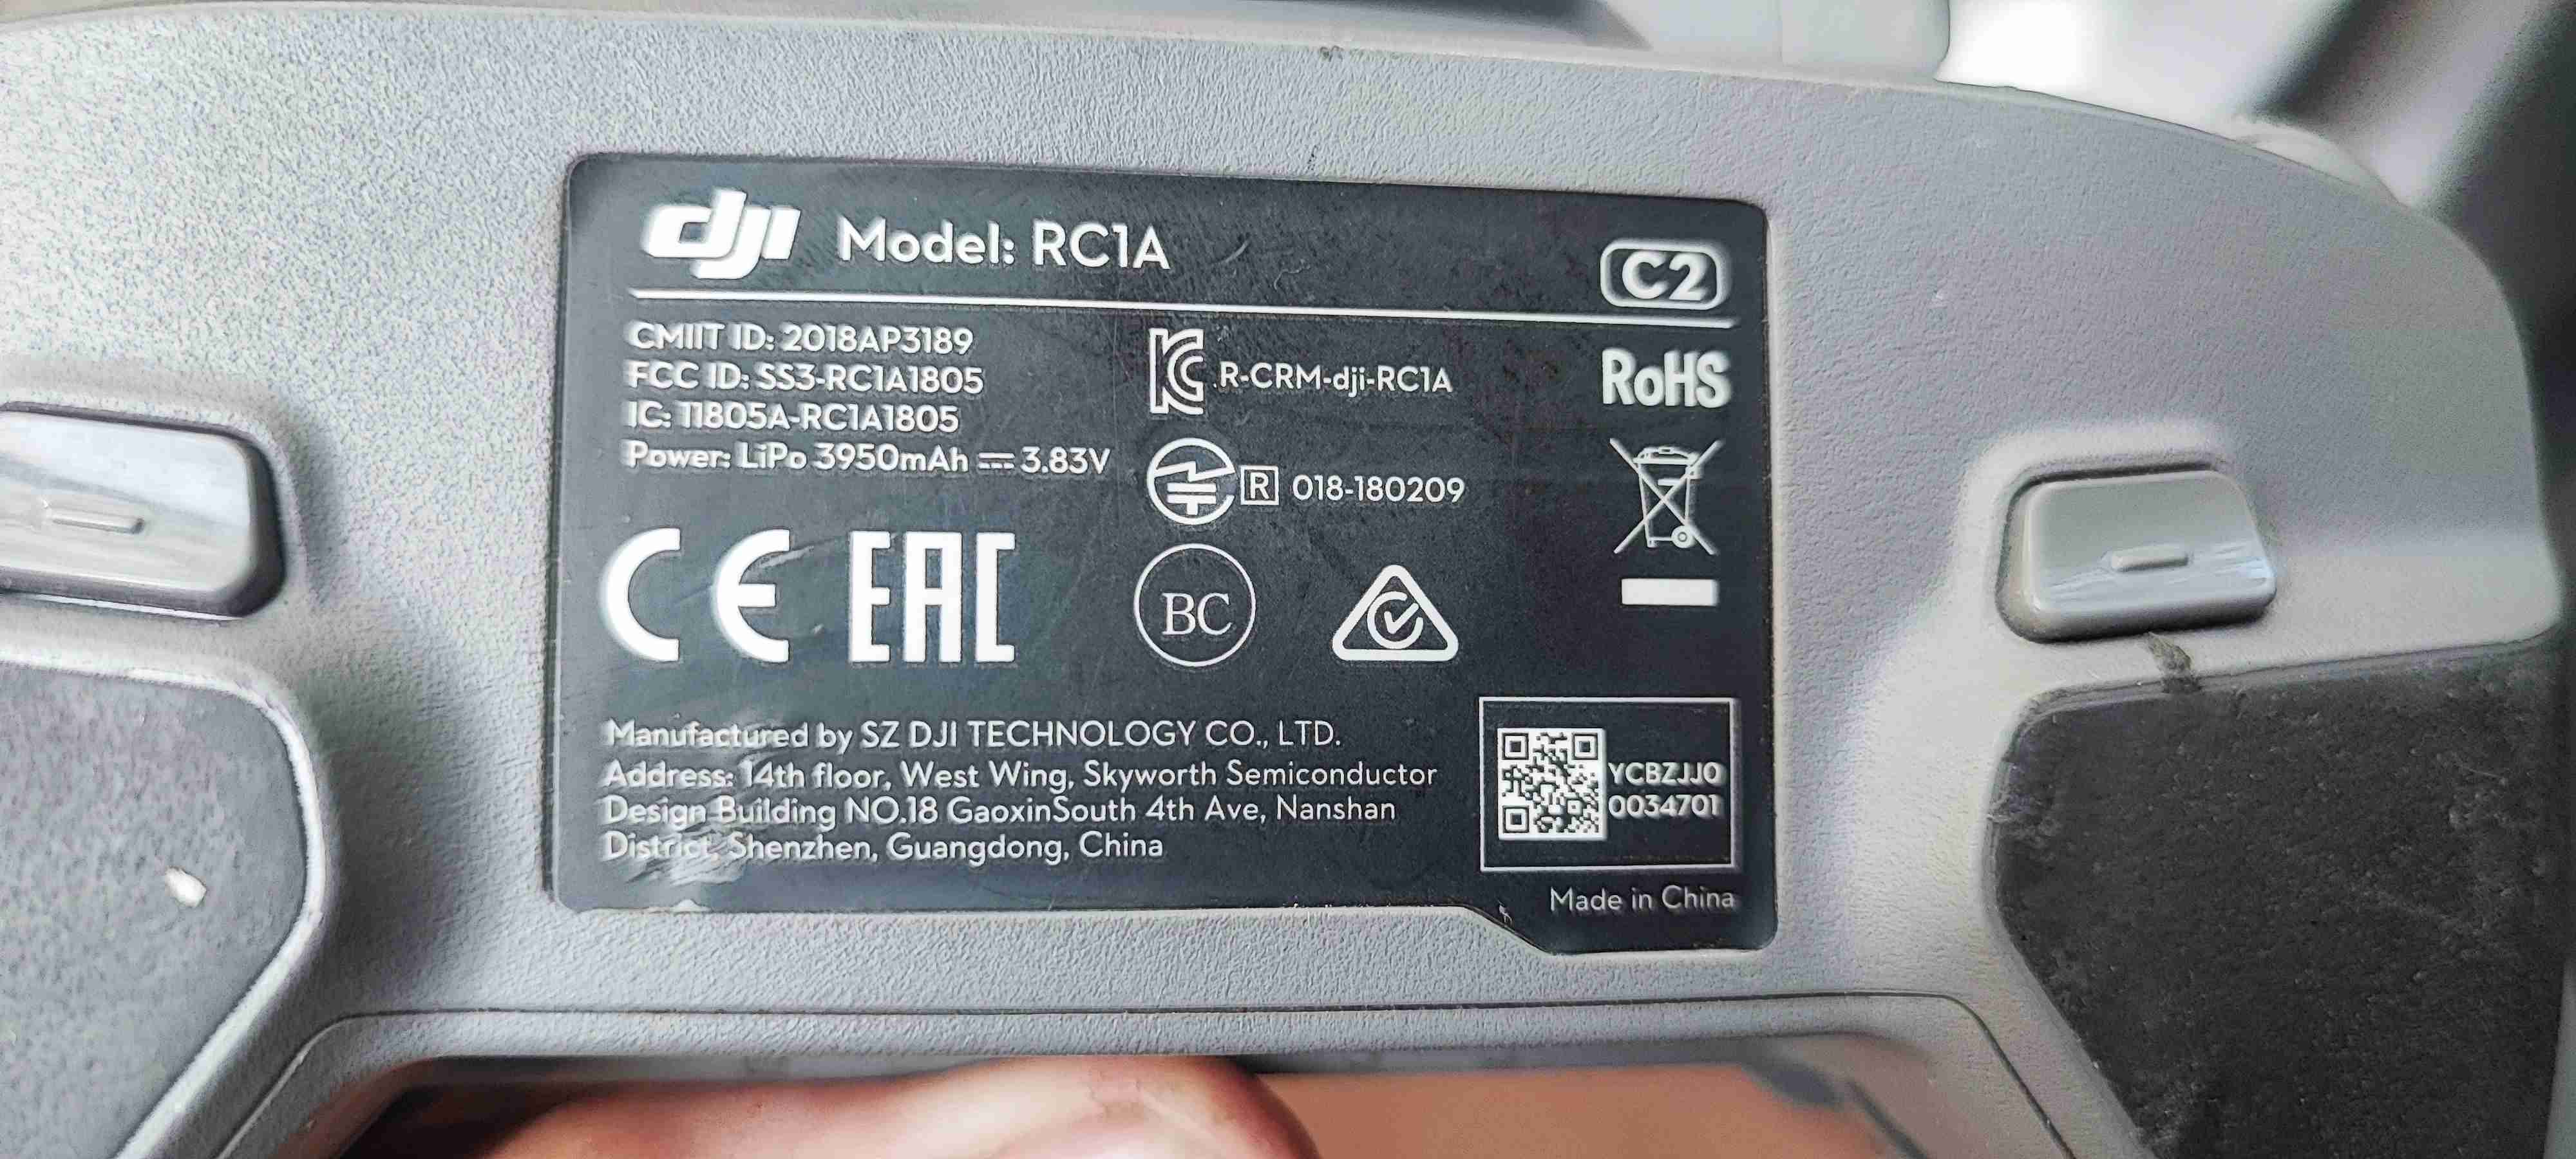 dji Model: RC1A
C2
CMIIT ID: 2018AP3189
FCC ID: SS3-RC1A1805
IC: 11805A-RC1A1805
Power: LiPo 3950mAh ⎓ 3.83V
R-CRM-dji-RC1A
R 018-180209
RoHS
CE EAC
BC
Manufactured by SZ DJI TECHNOLOGY CO., LTD.
Address: 14th floor, West Wing, Skyworth Semiconductor
Design Building NO.18 GaoxinSouth 4th Ave, Nanshan
District, Shenzhen, Guangdong, China
YCBZJJ0
0034701
Made in China